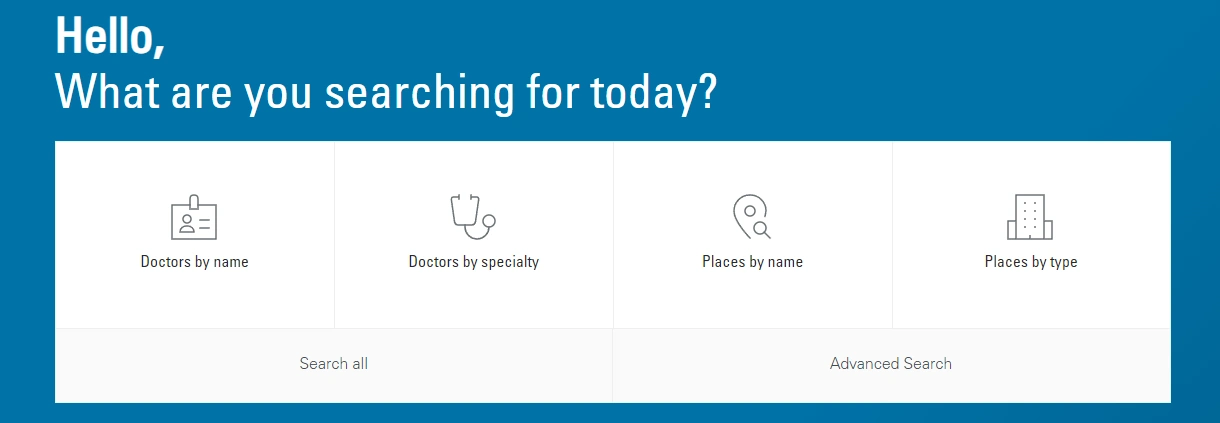 Hello,
What are you searching for today?
Doctors by name
Doctors by specialty
Places by name
Places by type
Search all
Advanced Search